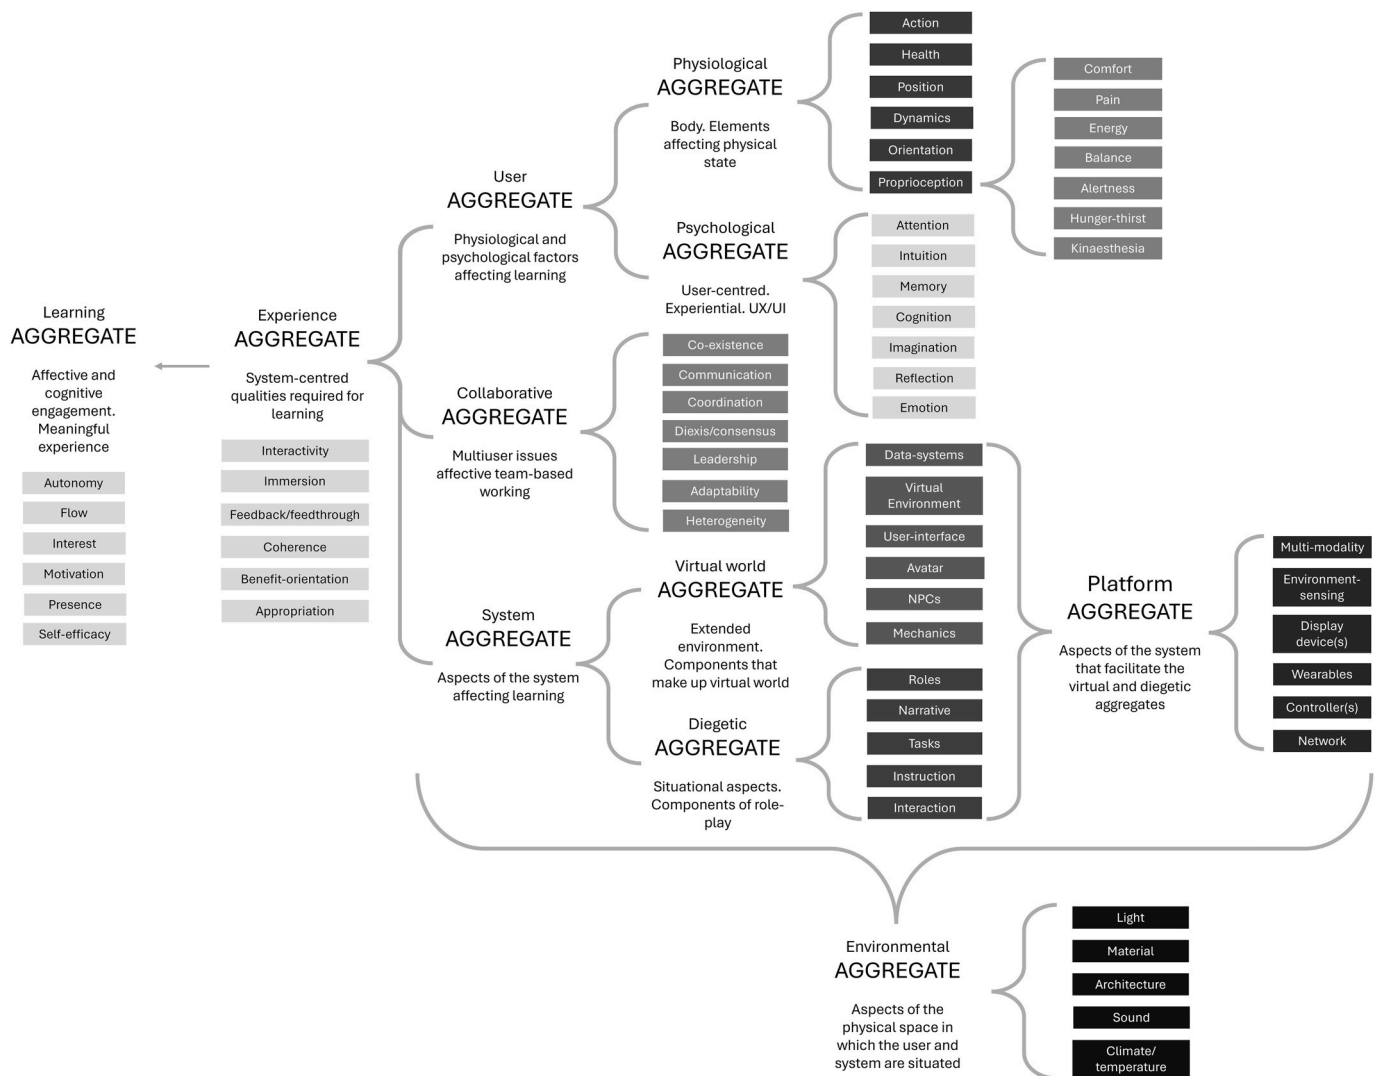 Learning
AGGREGATE
Affective and
cognitive
engagement.
Meaningful
experience
Autonomy
Flow
Interest
Motivation
Presence
Self-efficacy
Experience
AGGREGATE
System-centred
qualities required for
learning
Interactivity
Immersion
Feedback/feedthrough
Coherence
Benefit-orientation
Appropriation
User
AGGREGATE
Physiological and
psychological factors
affecting learning
Collaborative
AGGREGATE
Multiuser issues
affective team-based
working
System
AGGREGATE
Aspects of the system
affecting learning
Physiological
AGGREGATE
Body. Elements
affecting physical
state
Psychological
AGGREGATE
User-centred.
Experiential. UX/UI
Co-existence
Communication
Coordination
Diexis/consensus
Leadership
Adaptability
Heterogeneity
Virtual world
AGGREGATE
Extended
environment.
Components that
make up virtual world
Diegetic
AGGREGATE
Situational aspects.
Components of role-
play
Action
Health
Position
Dynamics
Orientation
Proprioception
Attention
Intuition
Memory
Cognition
Imagination
Reflection
Emotion
Data-systems
Virtual
Environment
User-interface
Avatar
NPCs
Mechanics
Roles
Narrative
Tasks
Instruction
Interaction
Comfort
Pain
Energy
Balance
Alertness
Hunger-thirst
Kinaesthesia
Platform
AGGREGATE
Aspects of the system
that facilitate the
virtual and diegetic
aggregates
Multi-modality
Environment-
sensing
Display
device(s)
Wearables
Controller(s)
Network
Environmental
AGGREGATE
Aspects of the
physical space in
which the user and
system are situated
Light
Material
Architecture
Sound
Climate/
temperature